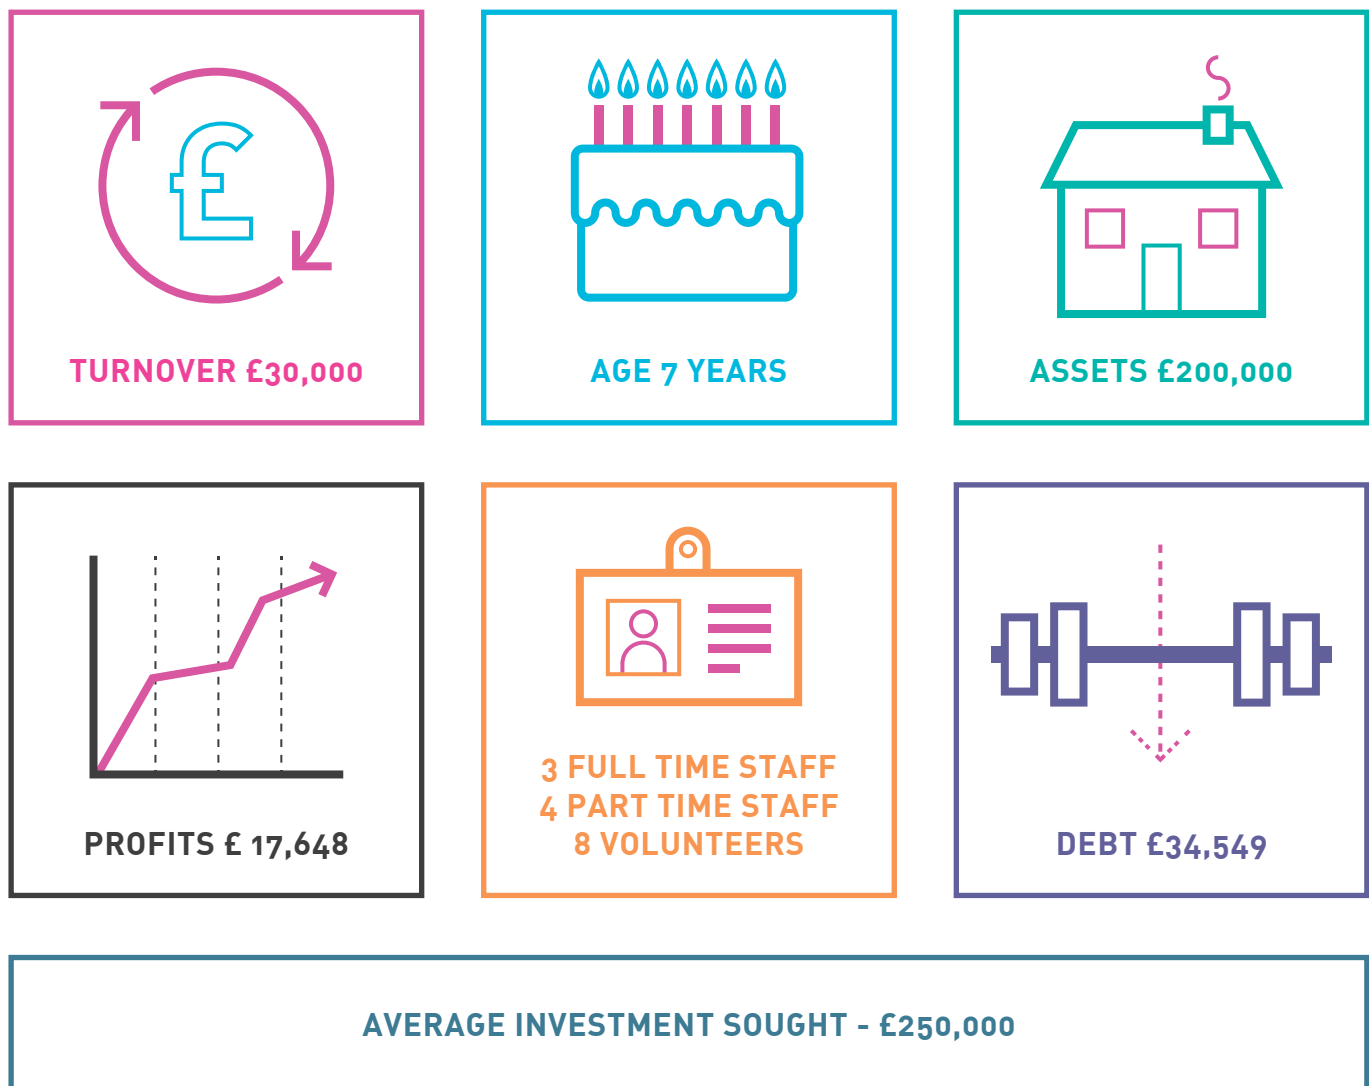 £
TURNOVER £30,000
AGE 7 YEARS
ASSETS £200,000
PROFITS £ 17,648
3 FULL TIME STAFF
4 PART TIME STAFF
8 VOLUNTEERS
DEBT £34,549
AVERAGE INVESTMENT SOUGHT - £250,000